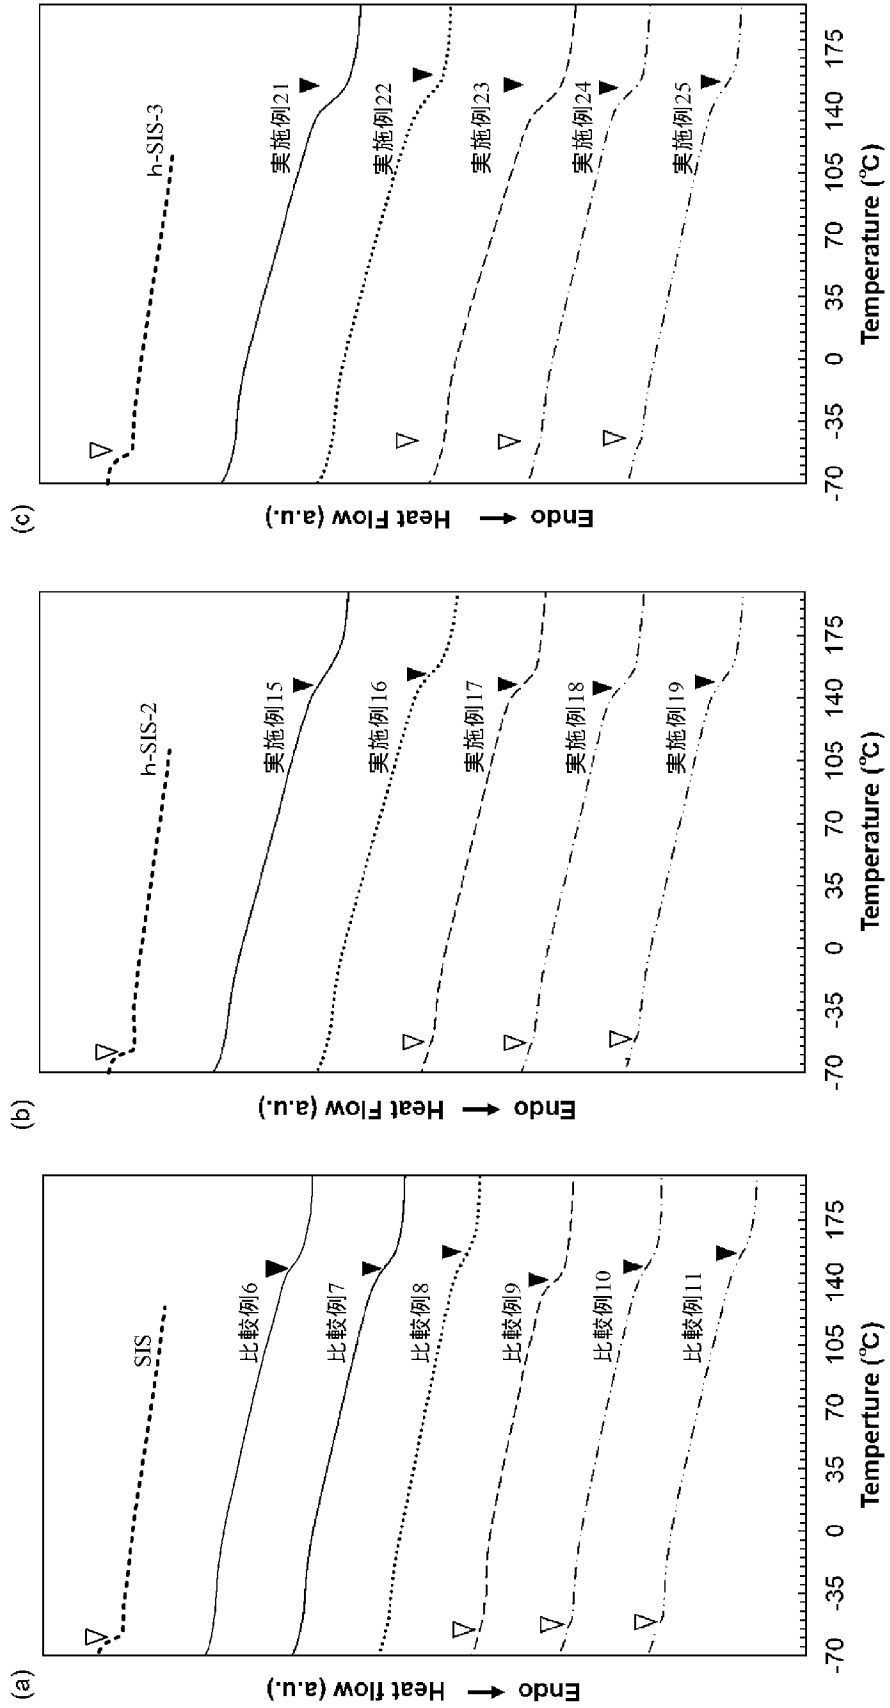 (a)
SIS
比較例6
比較例7
比較例8
比較例9
比較例10
比較例11
-70 -35 0 35 70 105 140 175
Temperture (°C)
Endo ← Heat flow (a.u.)
(b)
h-SIS-2
実施例15
実施例16
実施例17
実施例18
実施例19
-70 -35 0 35 70 105 140 175
Temperature (°C)
Endo ← Heat Flow (a.u.)
(c)
h-SIS-3
実施例21
実施例22
実施例23
実施例24
実施例25
-70 -35 0 35 70 105 140 175
Temperature (°C)
Endo ← Heat Flow (a.u.)